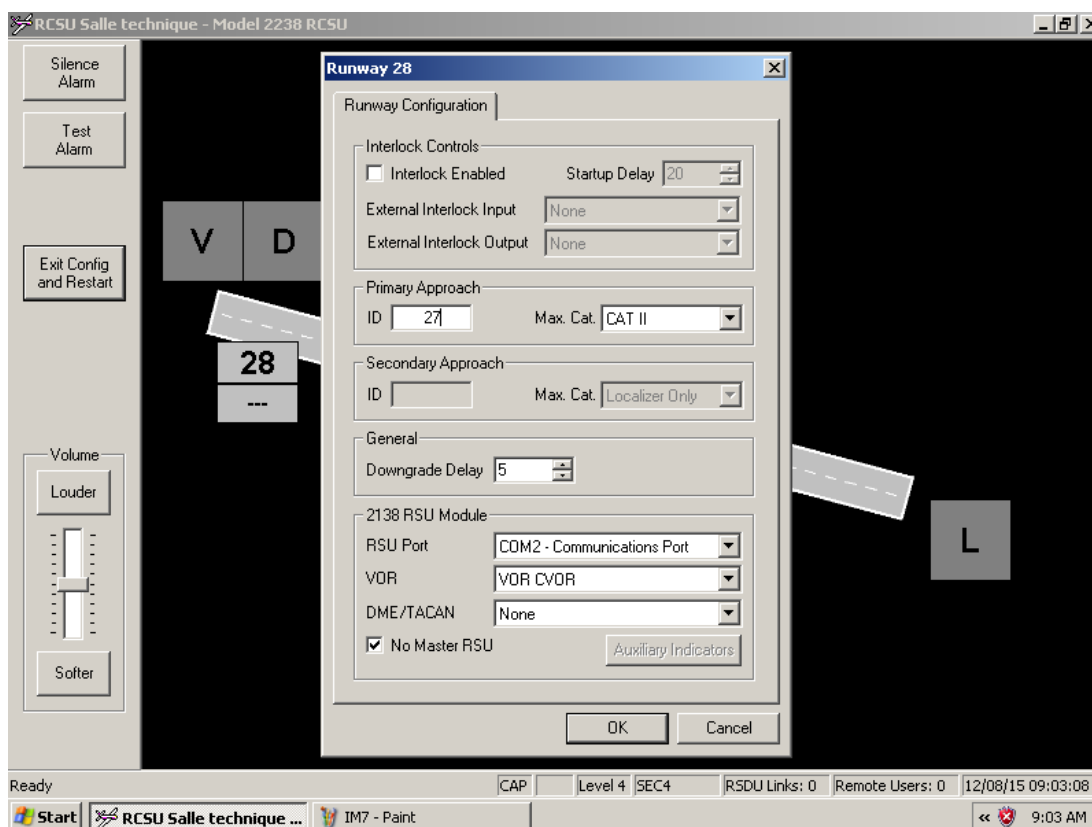 RCSU Salle technique - Model 2238 RCSU
Silence
Alarm
Test
Alarm
Exit Config
and Restart
Volume
Louder
Softer
V D
28
---
L
Runway 28
Runway Configuration
Interlock Controls
Interlock Enabled Startup Delay 20
External Interlock Input None
External Interlock Output None
Primary Approach
ID 27 Max. Cat. CAT II
Secondary Approach
ID Max. Cat. Localizer Only
General
Downgrade Delay 5
2138 RSU Module
RSU Port COM2 - Communications Port
VOR VOR CVOR
DME/TACAN None
No Master RSU Auxiliary Indicators
OK Cancel
Ready CAP Level 4 SEC4 RSDU Links: 0 Remote Users: 0 12/08/15 09:03:08
Start RCSU Salle technique ... IM7 - Paint « 9:03 AM